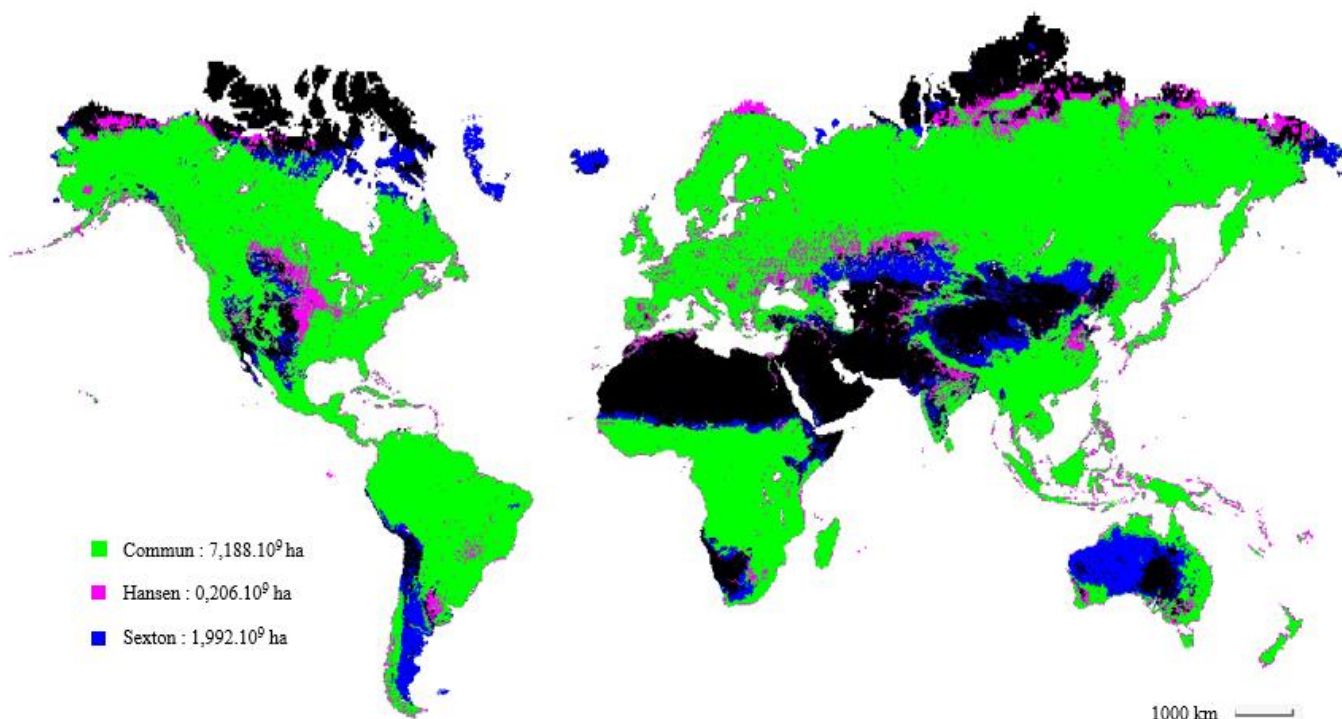 Commun : 7,188.10⁹ ha
Hansen : 0,206.10⁹ ha
Sexton : 1,992.10⁹ ha
1000 km